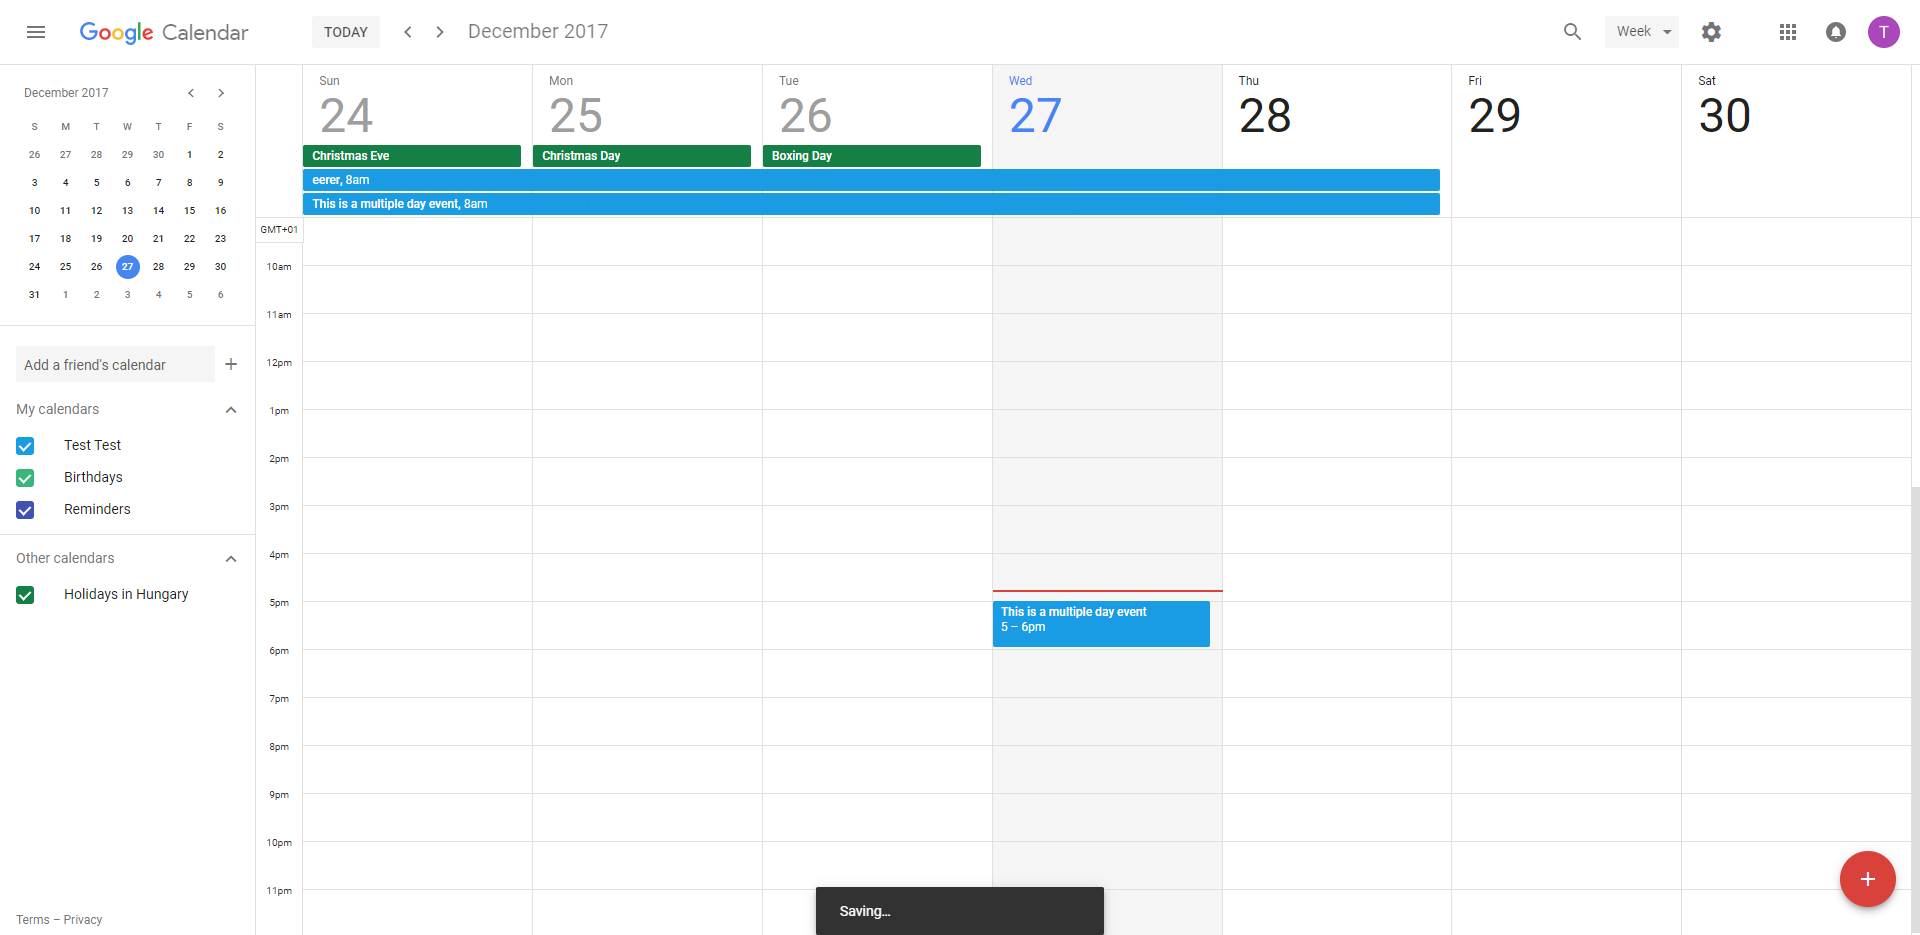 Google Calendar
TODAY
December 2017
Week
T
December 2017
S M T W T F S
26 27 28 29 30 1 2
3 4 5 6 7 8 9
10 11 12 13 14 15 16
17 18 19 20 21 22 23
24 25 26 27 28 29 30
31 1 2 3 4 5 6
Add a friend's calendar
My calendars
Test Test
Birthdays
Reminders
Other calendars
Holidays in Hungary
Terms – Privacy
Sun Mon Tue Wed Thu Fri Sat
24 25 26 27 28 29 30
Christmas Eve Christmas Day Boxing Day
eerer, 8am
This is a multiple day event, 8am
GMT+01
10am
11am
12pm
1pm
2pm
3pm
4pm
5pm
This is a multiple day event
5 – 6pm
6pm
7pm
8pm
9pm
10pm
11pm
Saving...